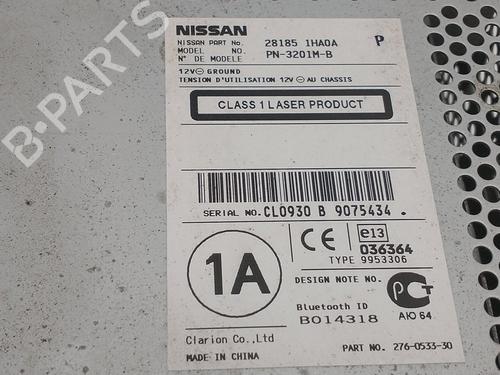 NISSAN
NISSAN PART No. 28185 1HA0A P
MODEL NO. PN-3201M-B
N° DE MODELE
12V⊖ GROUND
TENSION D'UTILISATION 12V⊖ AU CHASSIS
CLASS 1 LASER PRODUCT
SERIAL NO. CL0930 B 9075434 .
1A
CE e13
036364
TYPE 9953306
DESIGN NOTE NO.
PCT
Bluetooth ID
B014318
АЮ64
Clarion Co.,Ltd
MADE IN CHINA
PART NO. 276-0533-30
B-PARTS